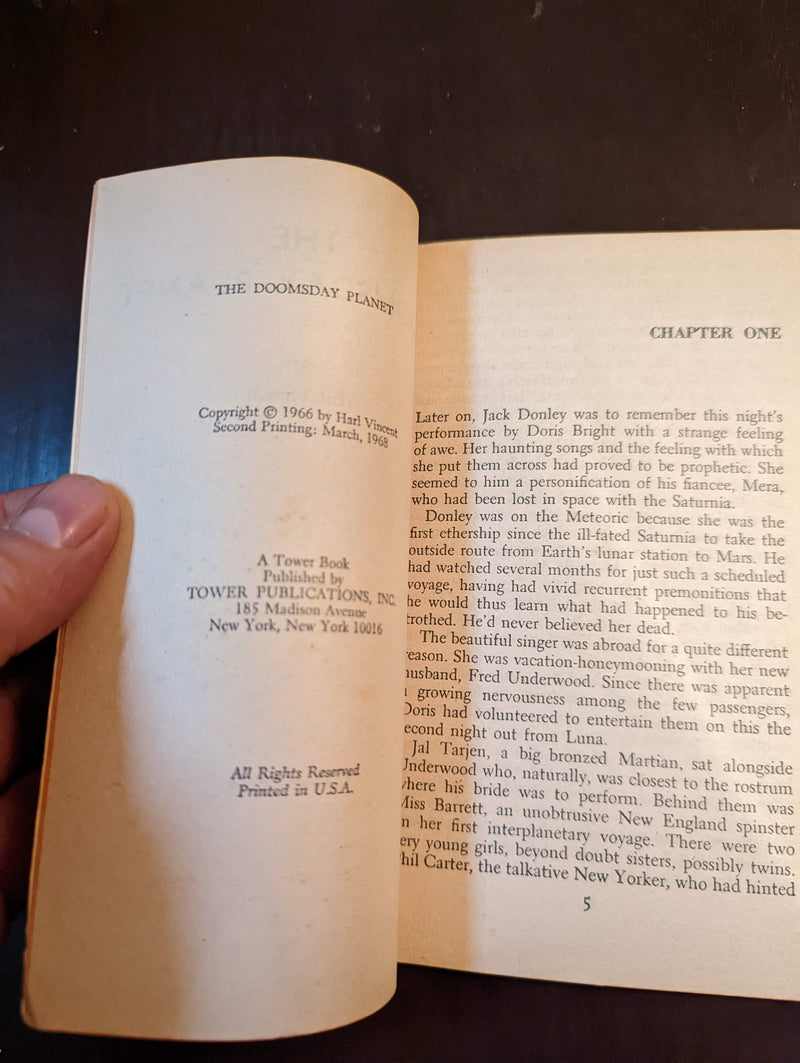 THE DOOMSDAY PLANET
Copyright © 1966 by Harl Vincent
Second Printing: March, 1968
A Tower Book
Published by
TOWER PUBLICATIONS, INC.
185 Madison Avenue
New York, New York 10016
All Rights Reserved
Printed in U.S.A.
CHAPTER ONE
Later on, Jack Donley was to remember this night's
performance by Doris Bright with a strange feeling
of awe. Her haunting songs and the feeling with which
she put them across had proved to be prophetic. She
seemed to him a personification of his fiancee, Mera,
who had been lost in space with the Saturnia.
Donley was on the Meteoric because she was the
first ethership since the ill-fated Saturnia to take the
outside route from Earth's lunar station to Mars. He
had watched several months for just such a scheduled
voyage, having had vivid recurrent premonitions that
he would thus learn what had happened to his be-
trothed. He'd never believed her dead.
The beautiful singer was abroad for a quite different
eason. She was vacation-honeymooning with her new
usband, Fred Underwood. Since there was apparent
growing nervousness among the few passengers,
Doris had volunteered to entertain them on this the
econd night out from Luna.
Jal Tarjen, a big bronzed Martian, sat alongside
Underwood who, naturally, was closest to the rostrum
where his bride was to perform. Behind them was
Miss Barrett, an unobtrusive New England spinster
n her first interplanetary voyage. There were two
ery young girls, beyond doubt sisters, possibly twins.
hil Carter, the talkative New Yorker, who had hinted
5